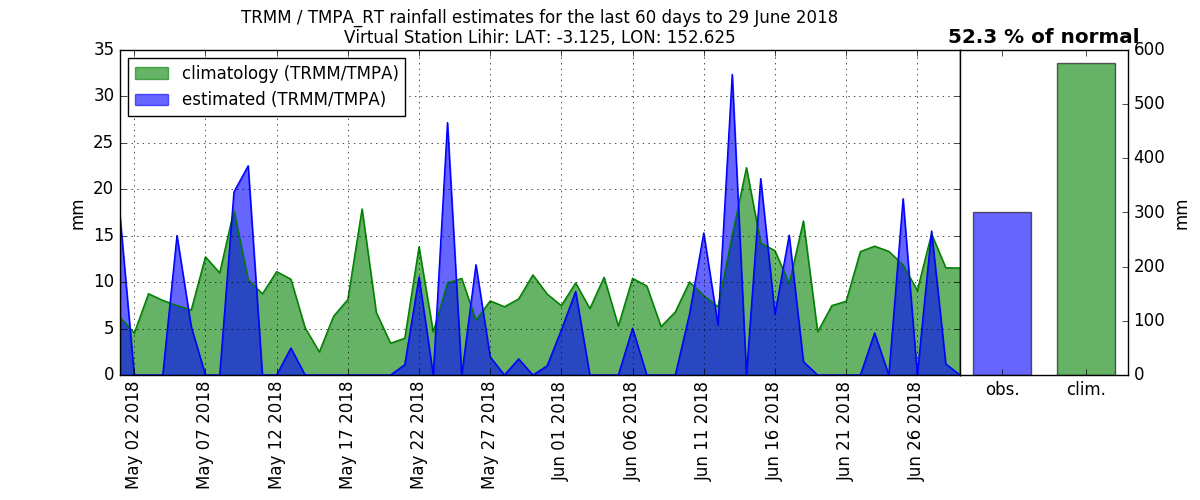 TRMM / TMPA_RT rainfall estimates for the last 60 days to 29 June 2018
Virtual Station Lihir: LAT: -3.125, LON: 152.625
52.3 % of normal
climatology (TRMM/TMPA)
estimated (TRMM/TMPA)
mm
35
30
25
20
15
10
5
0
May 02 2018
May 07 2018
May 12 2018
May 17 2018
May 22 2018
May 27 2018
Jun 01 2018
Jun 06 2018
Jun 11 2018
Jun 16 2018
Jun 21 2018
Jun 26 2018
obs.
clim.
600
500
400
300
200
100
0
mm